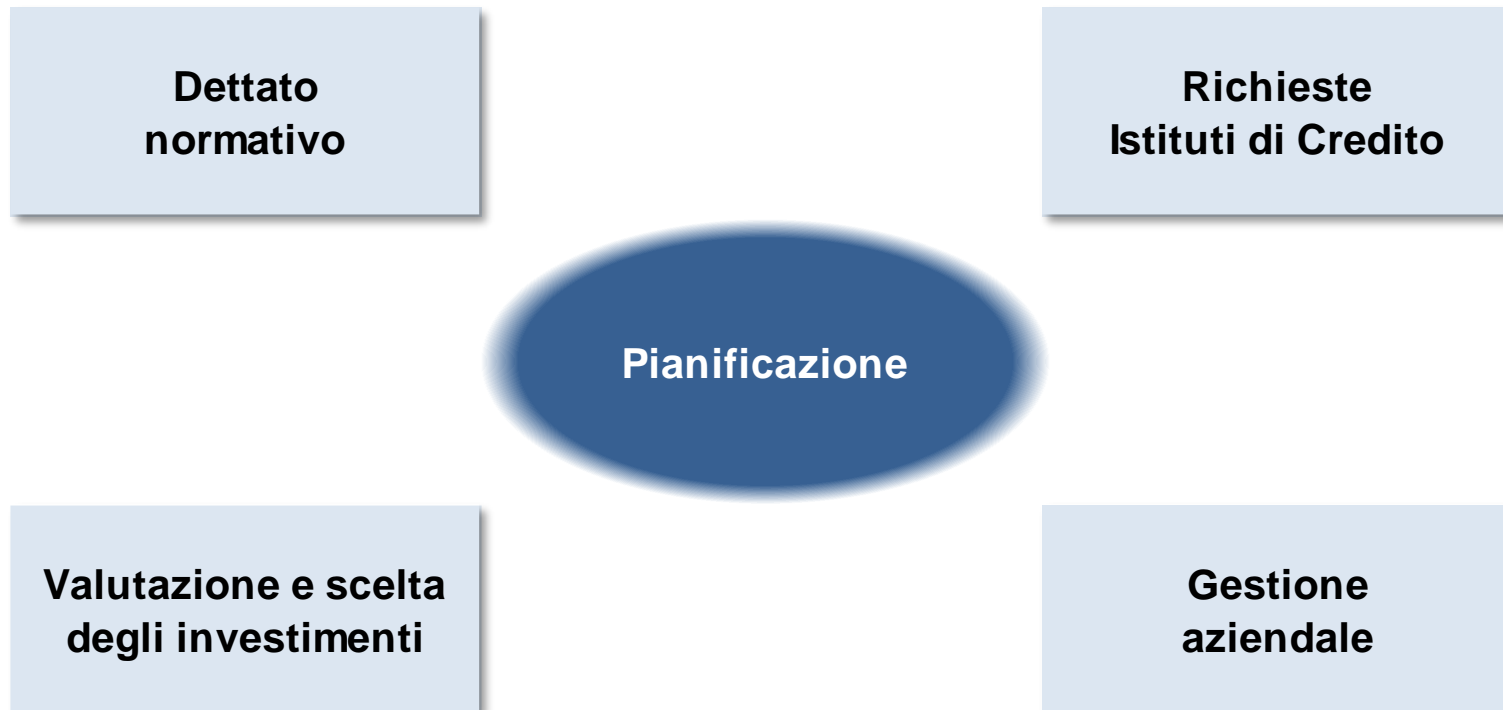 Dettato
normativo
Richieste
Istituti di Credito
Pianificazione
Valutazione e scelta
degli investimenti
Gestione
aziendale